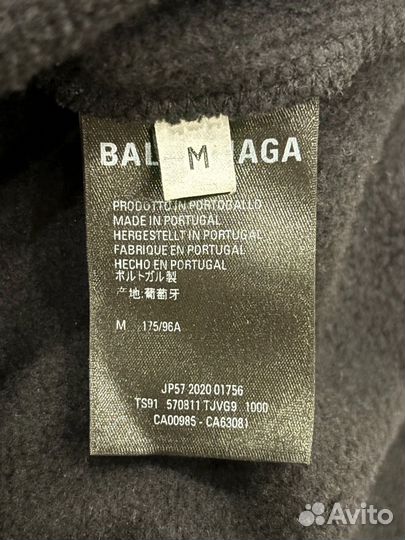 M
BAL AGA
PRODOTTO IN PORTOGALLO
MADE IN PORTUGAL
HERGESTELLT IN PORTUGAL
FABRIQUE EN PORTUGAL
HECHO EN PORTUGAL
ポルトガル製
产地:葡萄牙
M 175/96A
JP57 2020 01756
TS91 570811 TJVG9 1000
CA00985 - CA63081
Avito